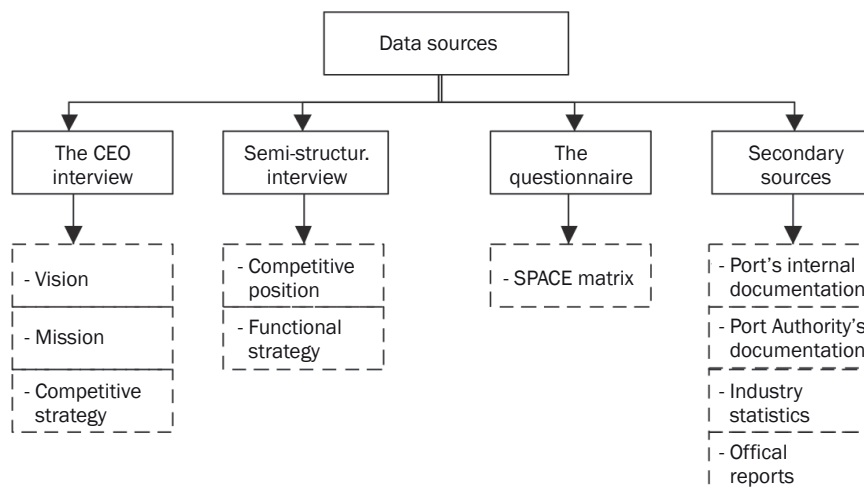 Data sources
The CEO
interview
Semi-structur.
interview
The
questionnaire
Secondary
sources
- Vision
- Mission
- Competitive
strategy
- Competitive
position
- Functional
strategy
- SPACE matrix
- Port's internal
documentation
- Port Authority's
documentation
- Industry
statistics
- Offical
reports